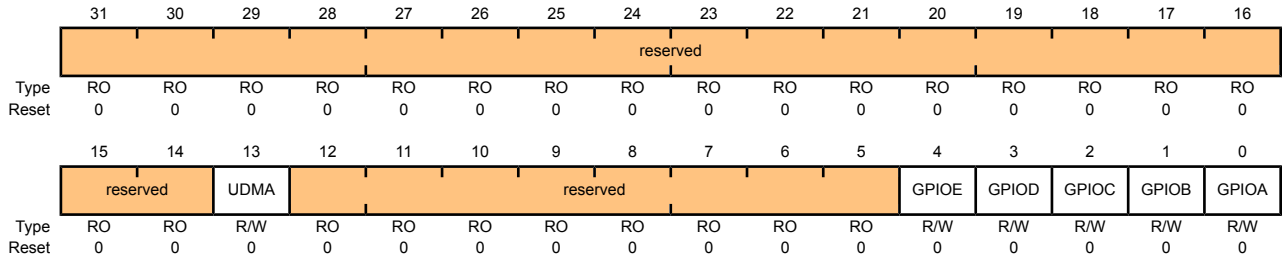 31 30 29 28 27 26 25 24 23 22 21 20 19 18 17 16
reserved
Type RO RO RO RO RO RO RO RO RO RO RO RO RO RO RO RO
Reset 0 0 0 0 0 0 0 0 0 0 0 0 0 0 0 0
15 14 13 12 11 10 9 8 7 6 5 4 3 2 1 0
reserved UDMA reserved GPIOE GPIOD GPIOC GPIOB GPIOA
Type RO RO R/W RO RO RO RO RO RO RO RO R/W R/W R/W R/W R/W
Reset 0 0 0 0 0 0 0 0 0 0 0 0 0 0 0 0